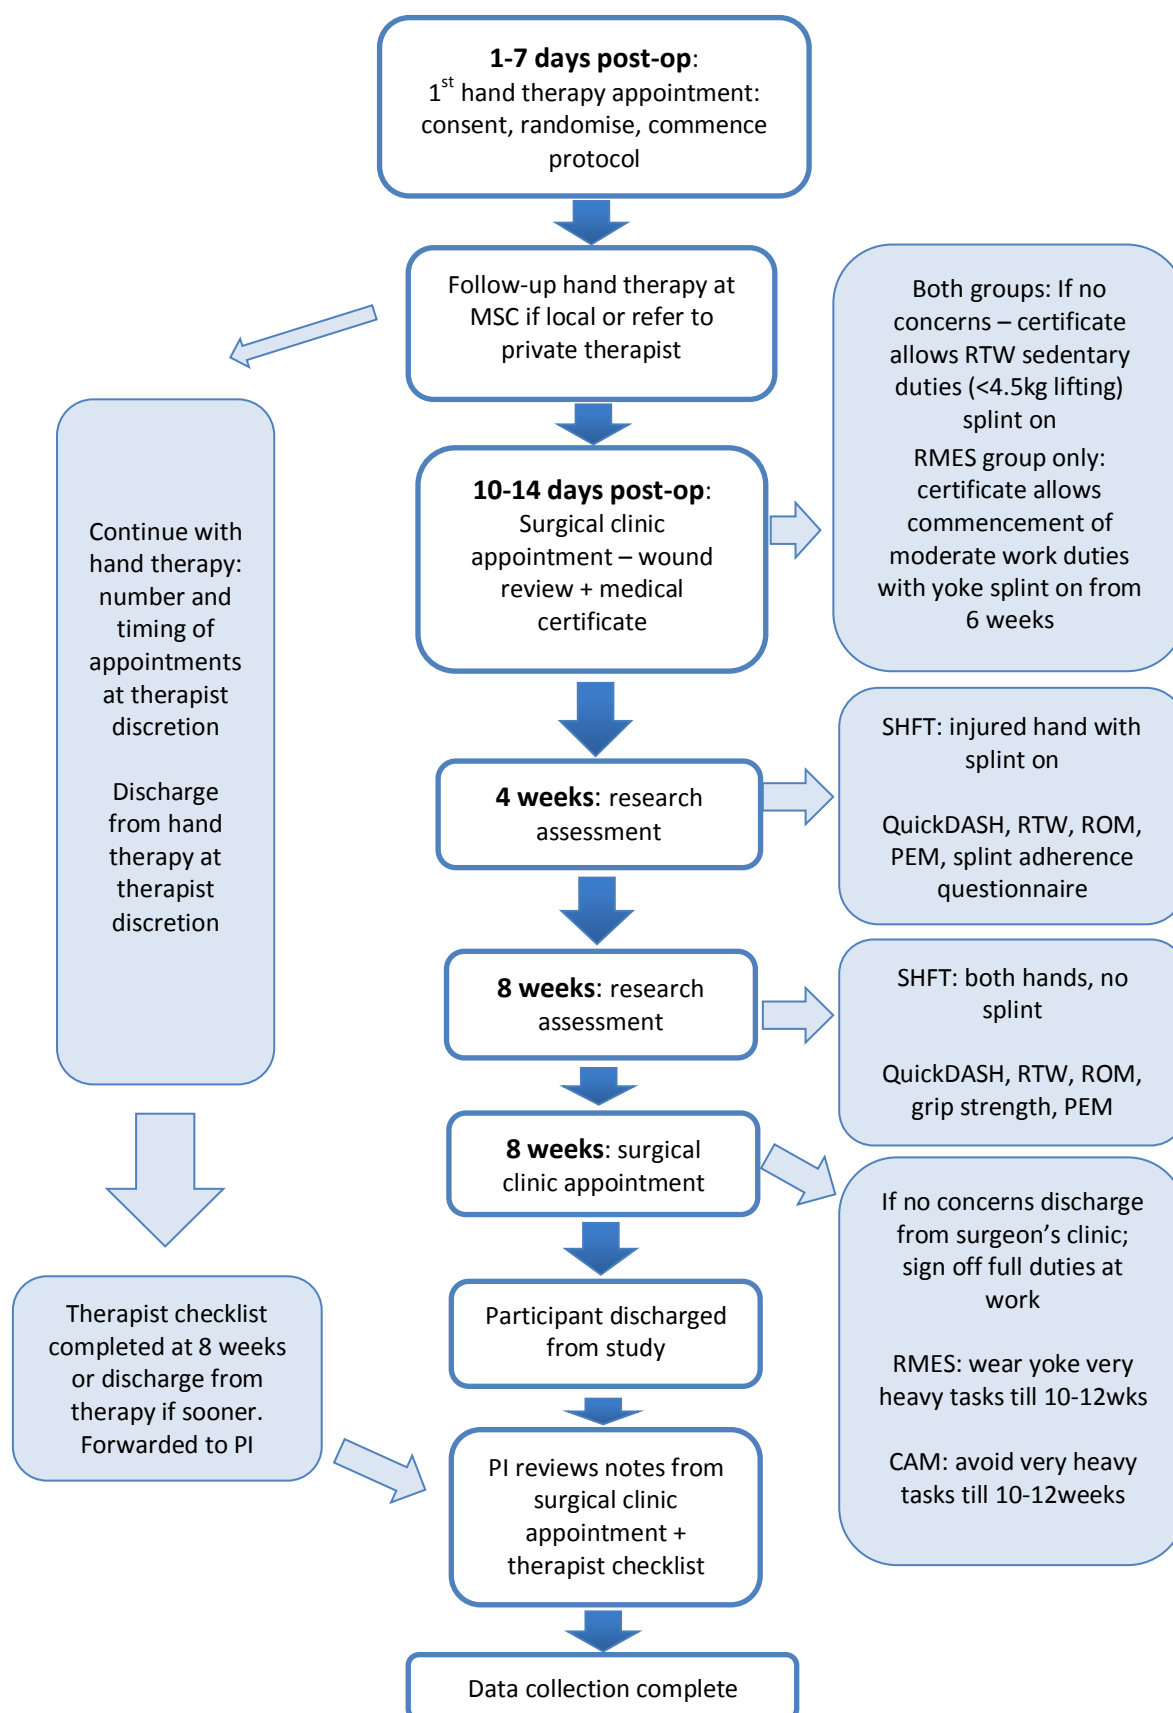 1-7 days post-op:
1st hand therapy appointment:
consent, randomise, commence
protocol
Follow-up hand therapy at
MSC if local or refer to
private therapist
Both groups: If no
concerns – certificate
allows RTW sedentary
duties (<4.5kg lifting)
splint on
RMES group only:
certificate allows
commencement of
moderate work duties
with yoke splint on from
6 weeks
10-14 days post-op:
Surgical clinic
appointment – wound
review + medical
certificate
Continue with
hand therapy:
number and
timing of
appointments
at therapist
discretion
Discharge
from hand
therapy at
therapist
discretion
4 weeks: research
assessment
SHFT: injured hand with
splint on
QuickDASH, RTW, ROM,
PEM, splint adherence
questionnaire
8 weeks: research
assessment
SHFT: both hands, no
splint
QuickDASH, RTW, ROM,
grip strength, PEM
8 weeks: surgical
clinic appointment
If no concerns discharge
from surgeon’s clinic;
sign off full duties at
work
RMES: wear yoke very
heavy tasks till 10-12wks
CAM: avoid very heavy
tasks till 10-12weeks
Participant discharged
from study
Therapist checklist
completed at 8 weeks
or discharge from
therapy if sooner.
Forwarded to PI
PI reviews notes from
surgical clinic
appointment +
therapist checklist
Data collection complete